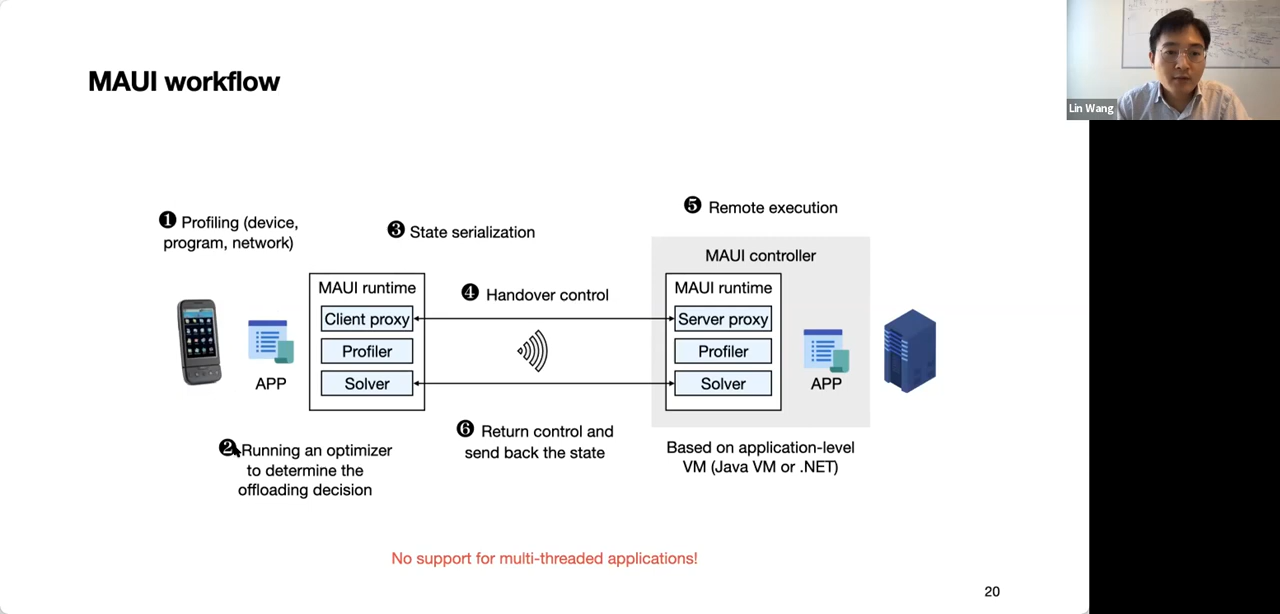 Lin Wang
MAUI workflow
❶ Profiling (device,
program, network)
❸ State serialization
❺ Remote execution
MAUI controller
MAUI runtime
Client proxy
Profiler
Solver
APP
❹ Handover control
MAUI runtime
Server proxy
Profiler
Solver
APP
❷ Running an optimizer
to determine the
offloading decision
❻ Return control and
send back the state
Based on application-level
VM (Java VM or .NET)
No support for multi-threaded applications!
20